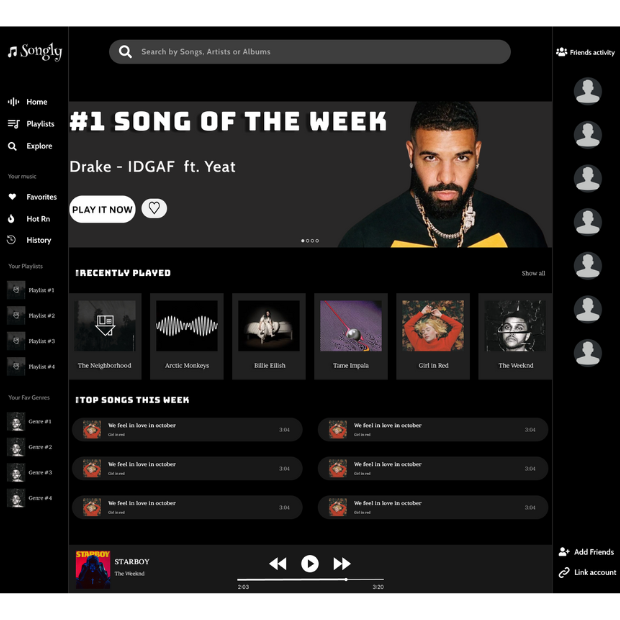 Songly
Search by Songs, Artists or Albums
Friends activity
Home
Playlists
Explore
Your music
Favorites
Hot Rn
History
Your Playlists
Playlist #1
Playlist #2
Playlist #3
Playlist #4
Your Fav Genres
Genre #1
Genre #2
Genre #3
Genre #4
#1 SONG OF THE WEEK
Drake - IDGAF ft. Yeat
PLAY IT NOW
RECENTLY PLAYED
Show all
The Neighborhood
Arctic Monkeys
Billie Eilish
Tame Impala
Girl in Red
The Weeknd
TOP SONGS THIS WEEK
We feel in love in october
Girl in red
3:04
We feel in love in october
Girl in red
3:04
We feel in love in october
Girl in red
3:04
We feel in love in october
Girl in red
3:04
We feel in love in october
Girl in red
3:04
We feel in love in october
Girl in red
3:04
STARBOY
STARBOY
The Weeknd
2:03
3:20
Add Friends
Link account